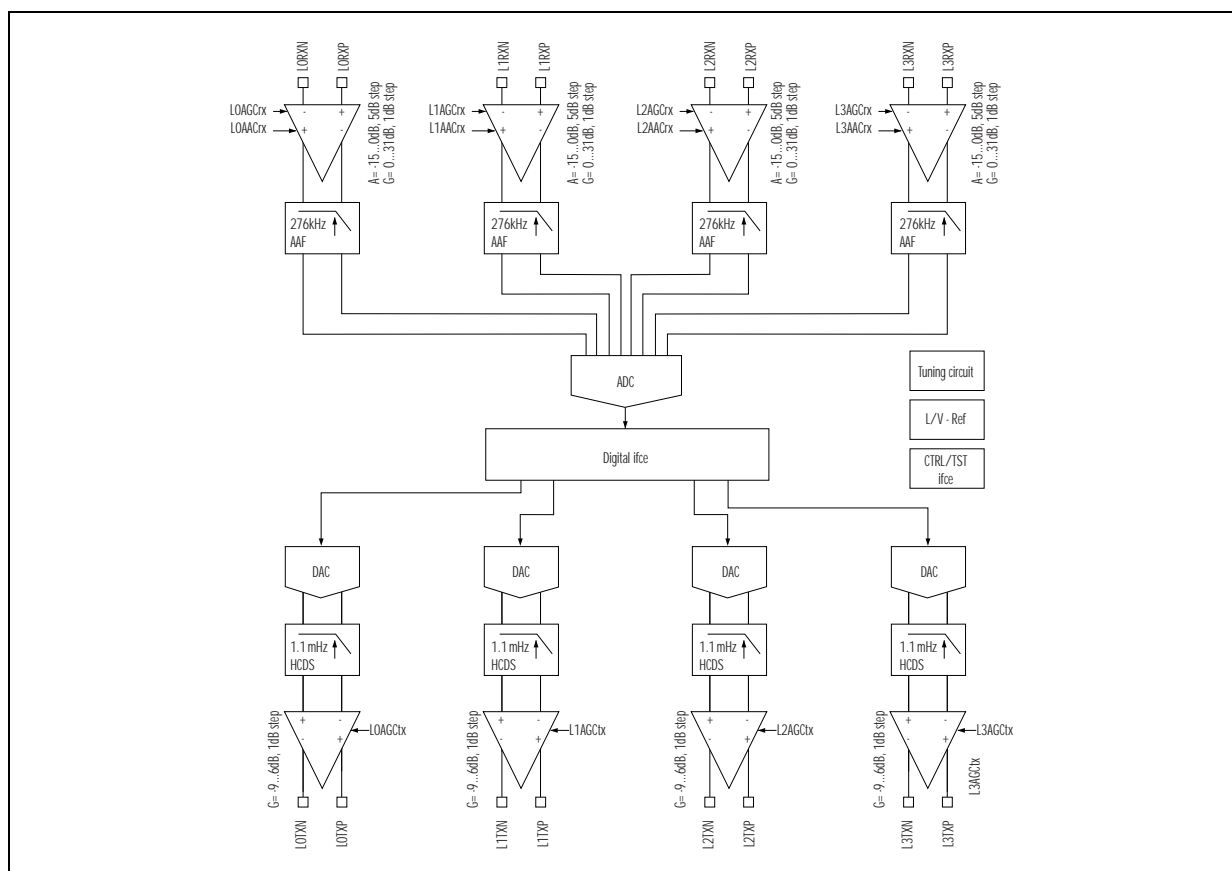 L0RXN
L0RXP
L1RXN
L1RXP
L2RXN
L2RXP
L3RXN
L3RXP
L0AGCrx
- +
L0AACrx
+ -
A= -15...0dB, 5dB step
G= 0...31dB, 1dB step
L1AGCrx
- +
L1AACrx
+ -
A= -15...0dB, 5dB step
G= 0...31dB, 1dB step
L2AGCrx
- +
L2AACrx
+ -
A= -15...0dB, 5dB step
G= 0...31dB, 1dB step
L3AGCrx
- +
L3AACrx
+ -
A= -15...0dB, 5dB step
G= 0...31dB, 1dB step
276kHz
AAF
276kHz
AAF
276kHz
AAF
276kHz
AAF
ADC
Tuning circuit
L/V - Ref
CTRL/TST
ifce
Digital ifce
DAC
DAC
DAC
DAC
1.1mHz
HCDS
1.1mHz
HCDS
1.1mHz
HCDS
1.1mHz
HCDS
G= -9...6dB, 1dB step
+ -
- +
L0AGCtx
G= -9...6dB, 1dB step
+ -
- +
L1AGCtx
G= -9...6dB, 1dB step
+ -
- +
L2AGCtx
G= -9...6dB, 1dB step
+ -
- +
L3AGCtx
L3AGCtx
L0TXN
L0TXP
L1TXN
L1TXP
L2TXN
L2TXP
L3TXN
L3TXP